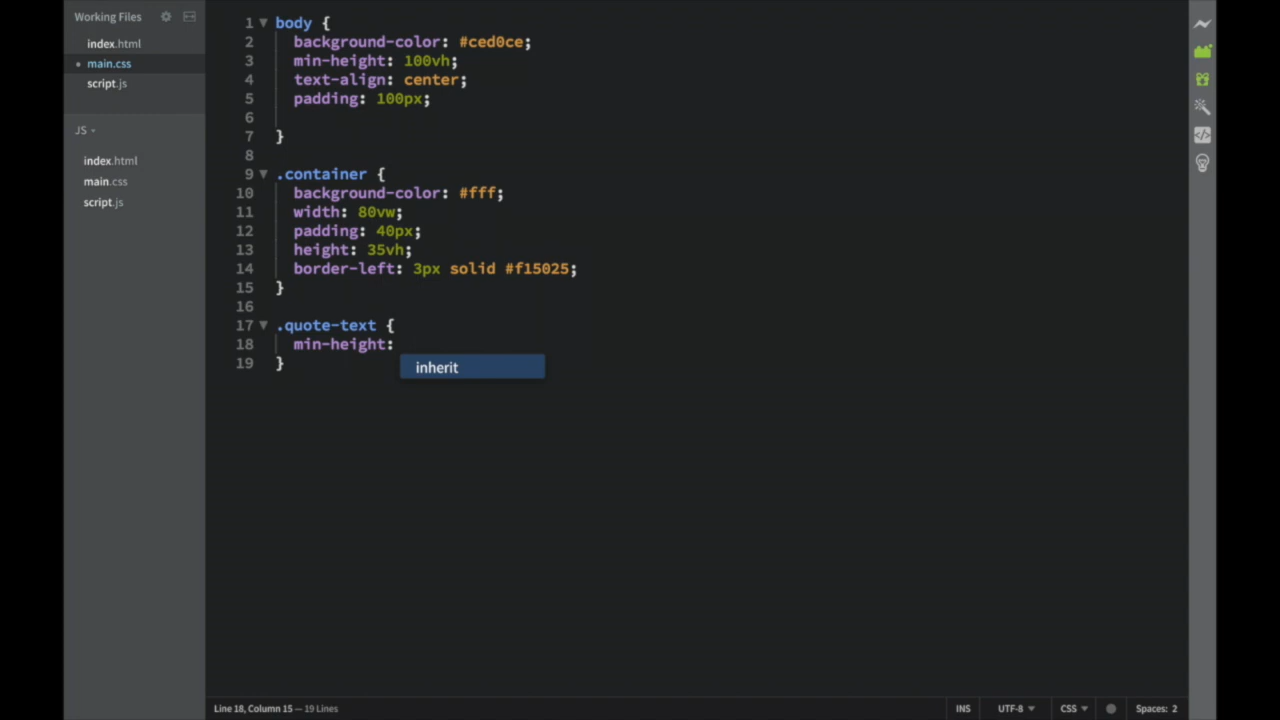 Working Files
index.html
main.css
script.js
JS
index.html
main.css
script.js
1 body {
2 background-color: #ced0ce;
3 min-height: 100vh;
4 text-align: center;
5 padding: 100px;
6
7 }
8
9 .container {
10 background-color: #fff;
11 width: 80vw;
12 padding: 40px;
13 height: 35vh;
14 border-left: 3px solid #f15025;
15 }
16
17 .quote-text {
18 min-height:
19 }
inherit
Line 18, Column 15 — 19 Lines
INS UTF-8 CSS Spaces: 2